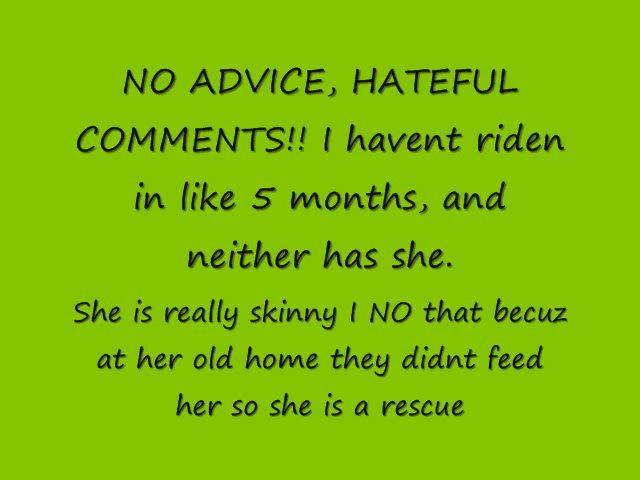 NO ADVICE, HATEFUL
COMMENTS!! I havent riden
in like 5 months, and
neither has she.
She is really skinny I NO that becuz
at her old home they didnt feed
her so she is a rescue